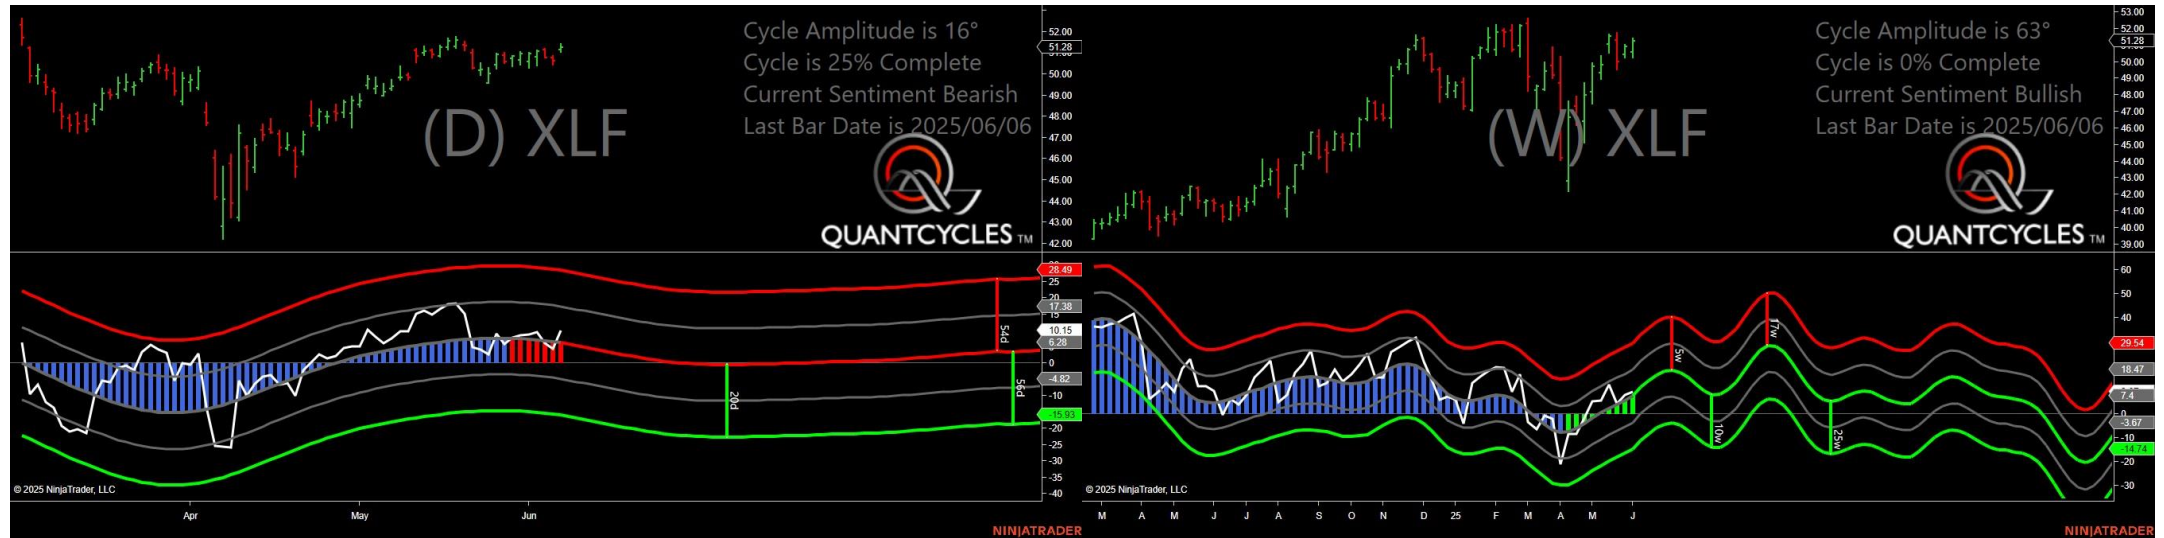 Cycle Amplitude is 16°
Cycle is 25% Complete
Current Sentiment Bearish
Last Bar Date is 2025/06/06
(D) XLF
QUANTCYCLES TM
52.00
51.28
50.00
49.00
48.00
47.00
46.00
45.00
44.00
43.00
42.00
28.49
25
20
17.38
15
10.15
6.28
0
-4.82
-10
-15.93
-20
-25
-30
-35
-40
20d
54d
56d
© 2025 NinjaTrader, LLC
Apr
May
Jun
NINJATRADER
Cycle Amplitude is 63°
Cycle is 0% Complete
Current Sentiment Bullish
Last Bar Date is 2025/06/06
(W) XLF
QUANTCYCLES TM
53.00
52.00
51.28
50.00
49.00
48.00
47.00
46.00
45.00
44.00
43.00
42.00
41.00
40.00
39.00
60
50
40
29.54
18.47
7.4
0
-3.67
-10
-14.74
-20
-30
5w
10w
17w
25w
© 2025 NinjaTrader, LLC
M A M J J A S O N D 25 F M A M J
NINJATRADER